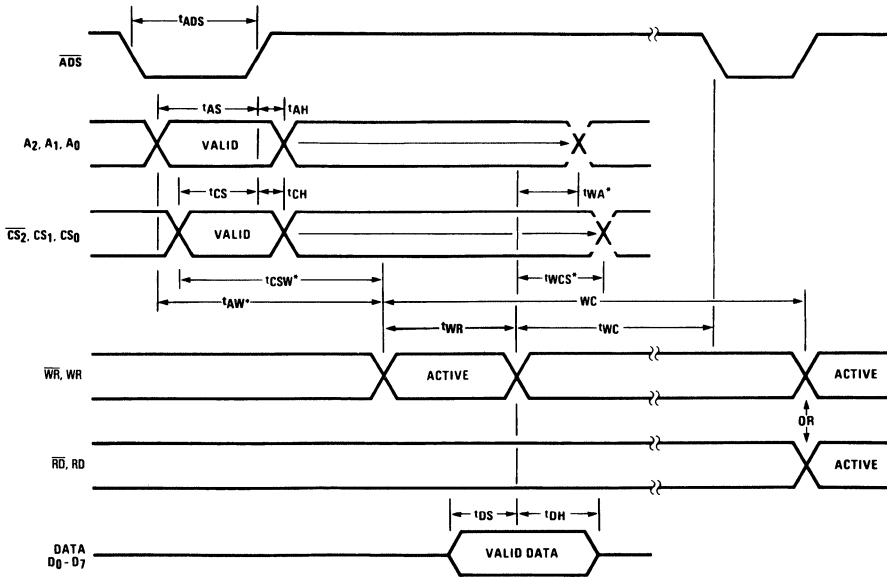 tADS
ADS
tAS tAH
A2, A1, A0 VALID
tCS tCH tWA*
CS2, CS1, CS0 VALID
tCSW* tWCS*
tAW* WC
tWR tWC
WR, WR ACTIVE ACTIVE
OR
RD, RD ACTIVE
tDS tDH
DATA
D0 - D7 VALID DATA